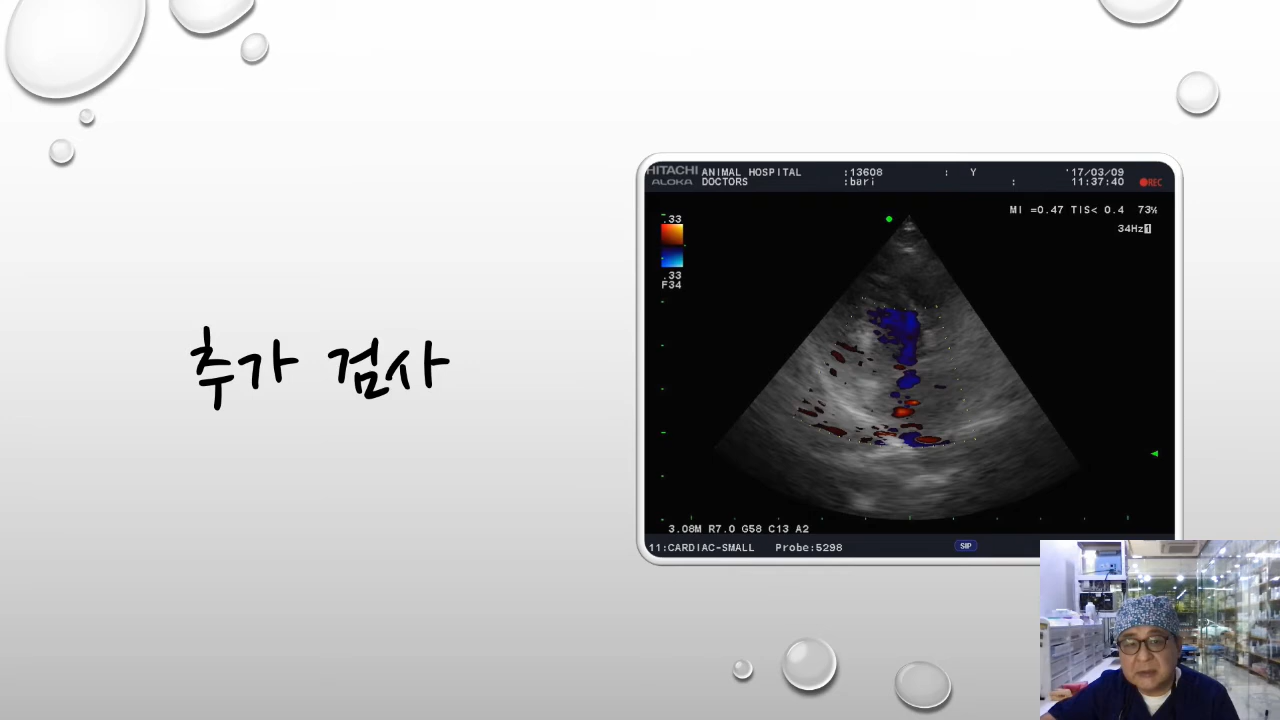 추가 검사
HITACHI ANIMAL HOSPITAL :13608 : Y '17/03/09
ALOKA DOCTORS :bari : 11:37:40 REC
MI =0.47 TIS< 0.4 73%
34Hz1
.33
.33
F34
3.08M R7.0 G58 C13 A2
11:CARDIAC-SMALL Probe:5298 SIP